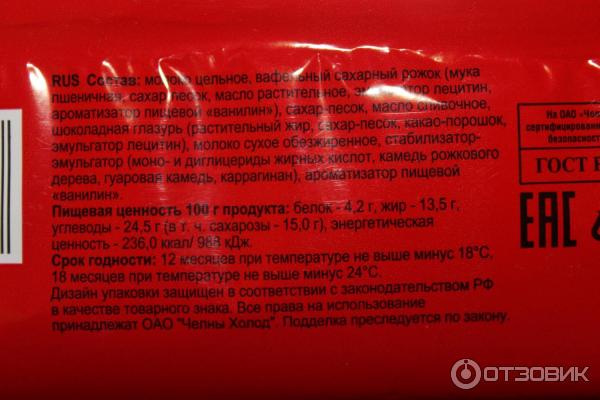 RUS Состав: молоко цельное, вафельный сахарный рожок (мука
пшеничная, сахар-песок, масло растительное, эмульгатор лецитин,
ароматизатор пищевой «ванилин»), сахар-песок, масло сливочное,
шоколадная глазурь (растительный жир, сахар-песок, какао-порошок,
эмульгатор лецитин), молоко сухое обезжиренное, стабилизатор-
эмульгатор (моно- и диглицериды жирных кислот, камедь рожкового
дерева, гуаровая камедь, каррагинан), ароматизатор пищевой
«ванилин».
Пищевая ценность 100 г продукта: белок - 4,2 г, жир - 13,5 г,
углеводы - 24,5 г (в т. ч. сахарозы - 15,0 г), энергетическая
ценность - 236,0 ккал/ 988 кДж.
Срок годности: 12 месяцев при температуре не выше минус 18°С,
18 месяцев при температуре не выше минус 24°С.
Дизайн упаковки защищен в соответствии с законодательством РФ
в качестве товарного знака. Все права на использование
принадлежат ОАО "Челны Холод". Подделка преследуется по закону.
На ОАО «Чел
сертифицирован
безопасност
ГОСТ Р
EAC
ОТЗОВИК